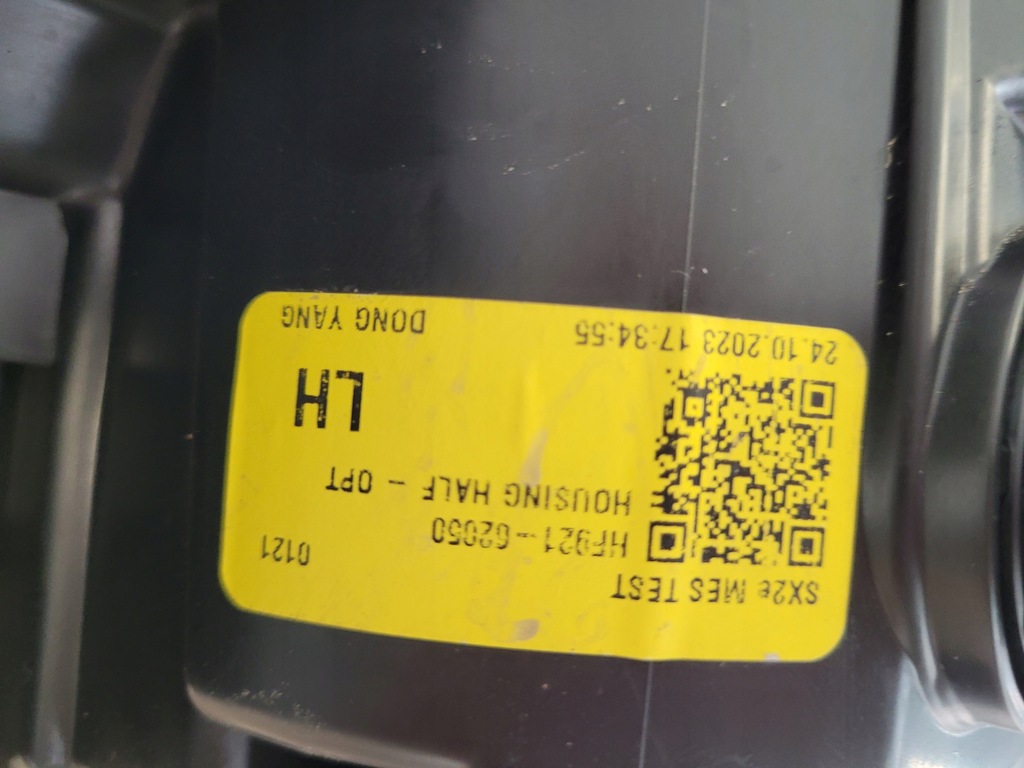 SX2e MES TEST
HF921-62050 0121
HOUSING HALF - OPT
LH
24.10.2023 17:34:55 DONG YANG